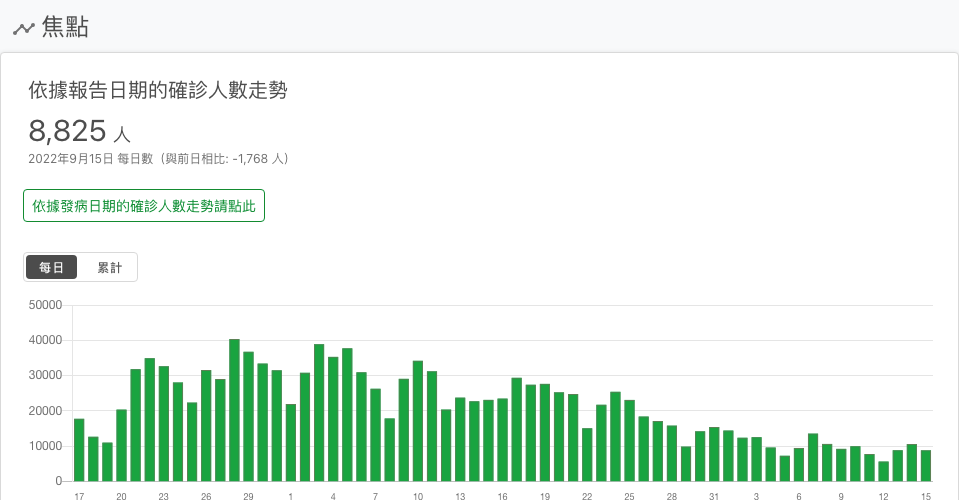 焦點
依據報告日期的確診人數走勢
8,825 人
2022年9月15日 每日數（與前日相比: -1,768 人）
依據發病日期的確診人數走勢請點此
每日 累計
50000
40000
30000
20000
10000
0
17 20 23 26 29 1 4 7 10 13 16 19 22 25 28 31 3 6 9 12 15